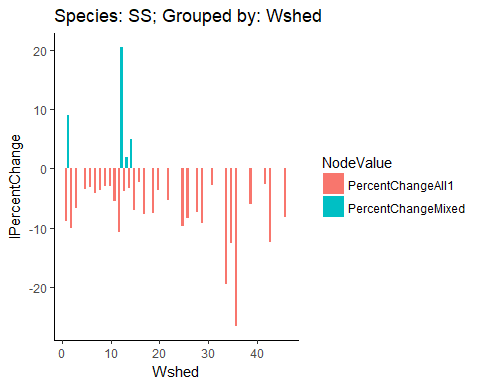 Species: SS; Grouped by: Wshed
lPercentChange
20
10
0
-10
-20
0 10 20 30 40
Wshed
NodeValue
PercentChangeAll1
PercentChangeMixed